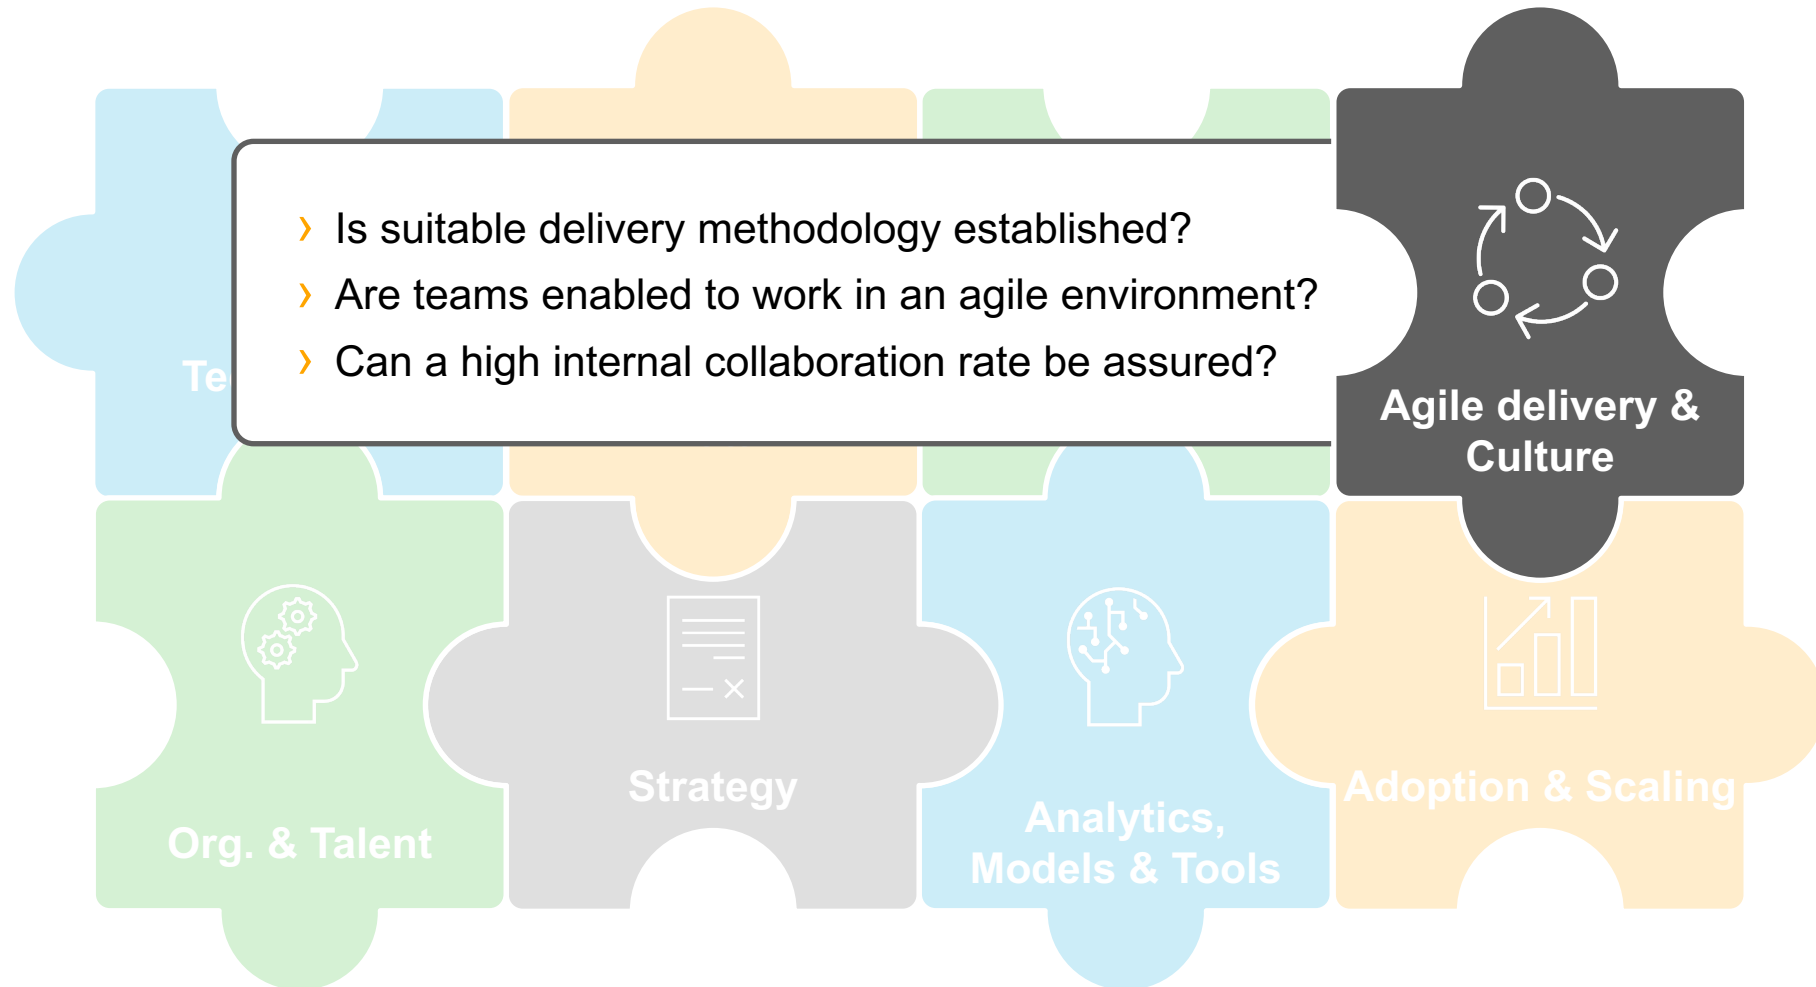 Is suitable delivery methodology established?
Are teams enabled to work in an agile environment?
Can a high internal collaboration rate be assured?
Agile delivery &
Culture
Org. & Talent
Strategy
Analytics,
Models & Tools
Adoption & Scaling